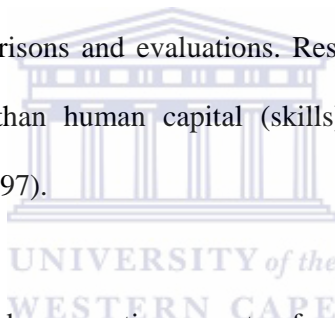 risons and evaluations. Res
than human capital (skills
97).
UNIVERSITY of the
WESTERN CAPE